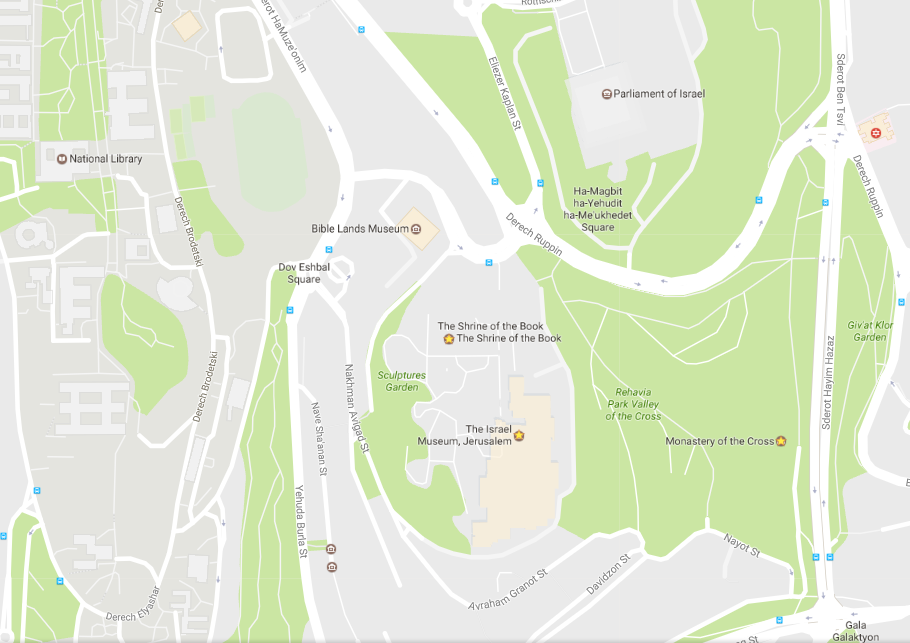 Rothschi
Sderot HaMuze'onim
Eliezer Kaplan St
Sderot Ben Tsvi
Parliament of Israel
National Library
Derech Ruppin
Ha-Magbit
ha-Yehudit
ha-Me'ukhedet
Square
Derech Brodetski
Bible Lands Museum
Derech Ruppin
Dov Eshbal
Square
The Shrine of the Book
The Shrine of the Book
Giv'at Klor
Garden
Derech Brodetski
Nakhman Avigad St
Sculptures
Garden
Sderot Hayim Hazaz
Rehavia
Park Valley
of the Cross
Nave Sha'anan St
The Israel
Museum, Jerusalem
Monastery of the Cross
Yehuda Burla St
Nayot St
Davidzon St
Avraham Granot St
Derech Elyashar
Gala
Galaktyon
n St